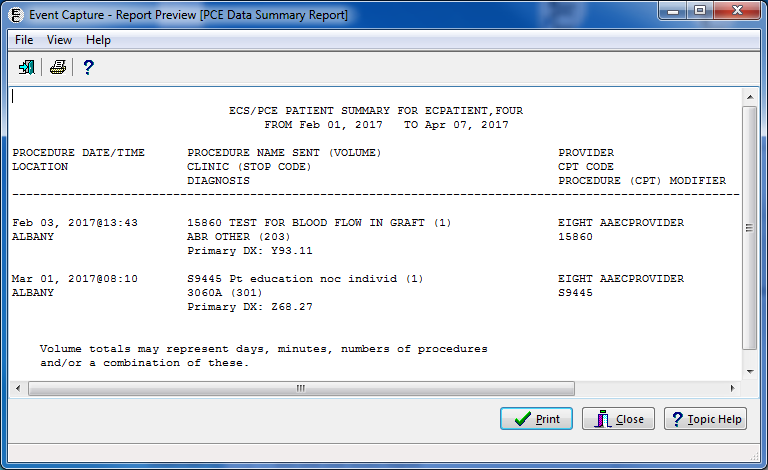 Event Capture - Report Preview [PCE Data Summary Report]
File View Help
ECS/PCE PATIENT SUMMARY FOR ECPATIENT,FOUR
FROM Feb 01, 2017 TO Apr 07, 2017
PROCEDURE DATE/TIME PROCEDURE NAME SENT (VOLUME) PROVIDER
LOCATION CLINIC (STOP CODE) CPT CODE
DIAGNOSIS PROCEDURE (CPT) MODIFIER
Feb 03, 2017@13:43 15860 TEST FOR BLOOD FLOW IN GRAFT (1) EIGHT AAECPROVIDER
ALBANY ABR OTHER (203) 15860
Primary DX: Y93.11
Mar 01, 2017@08:10 S9445 Pt education noc individ (1) EIGHT AAECPROVIDER
ALBANY 3060A (301) S9445
Primary DX: Z68.27
Volume totals may represent days, minutes, numbers of procedures
and/or a combination of these.
Print Close ? Topic Help